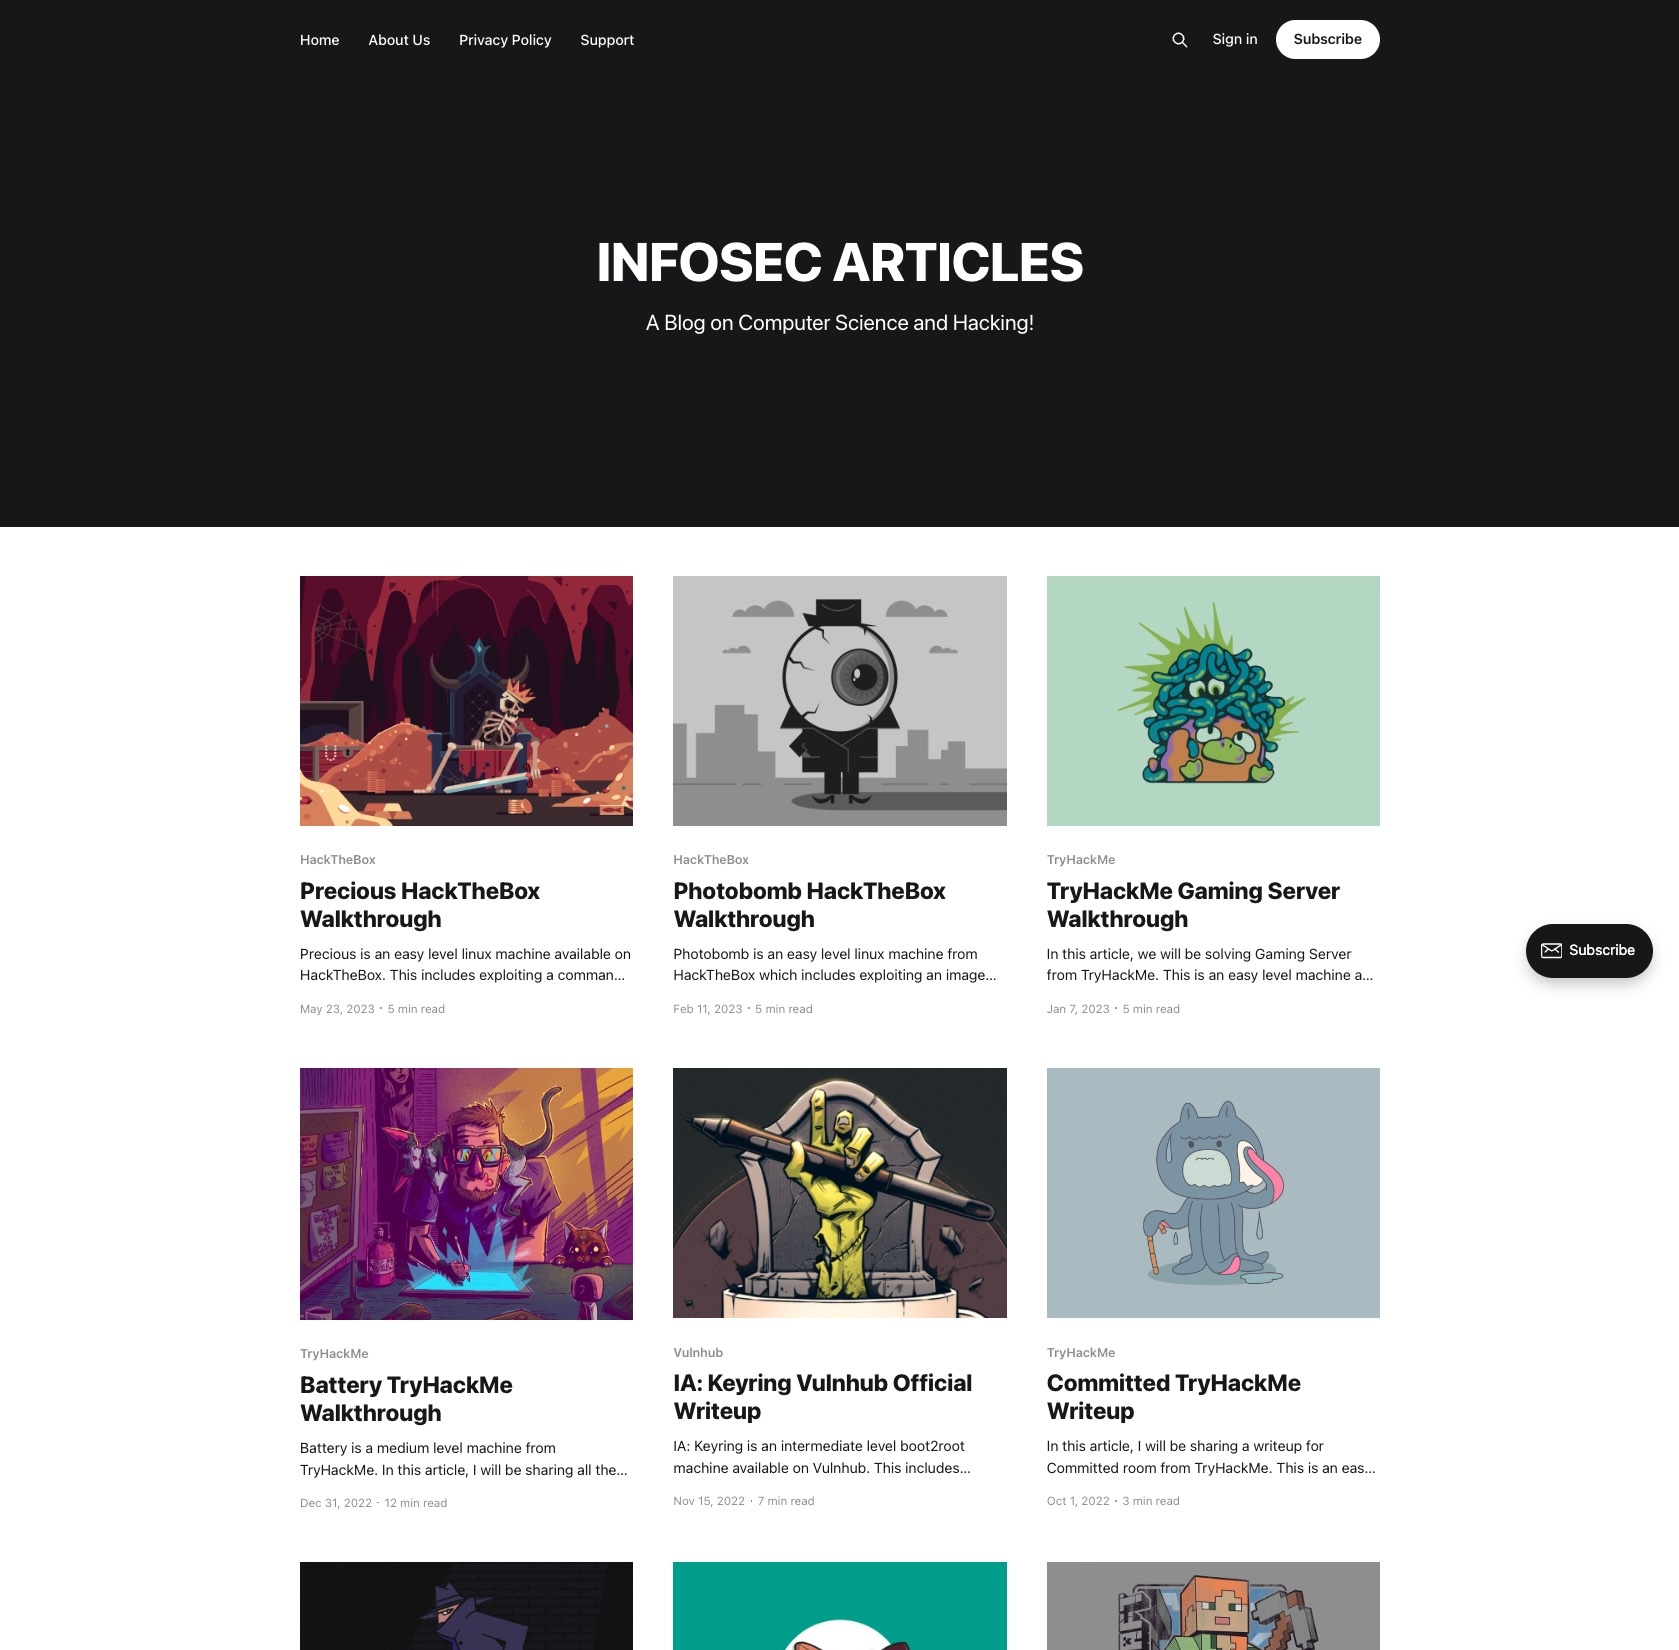 Home About Us Privacy Policy Support Sign in Subscribe
INFOSEC ARTICLES
A Blog on Computer Science and Hacking!
HackTheBox
Precious HackTheBox
Walkthrough
Precious is an easy level linux machine available on
HackTheBox. This includes exploiting a comman...
May 23, 2023 • 5 min read
HackTheBox
Photobomb HackTheBox
Walkthrough
Photobomb is an easy level linux machine from
HackTheBox which includes exploiting an image...
Feb 11, 2023 • 5 min read
TryHackMe
TryHackMe Gaming Server
Walkthrough
In this article, we will be solving Gaming Server
from TryHackMe. This is an easy level machine a...
Jan 7, 2023 • 5 min read
Subscribe
TryHackMe
Battery TryHackMe
Walkthrough
Battery is a medium level machine from
TryHackMe. In this article, I will be sharing all the...
Dec 31, 2022 • 12 min read
Vulnhub
IA: Keyring Vulnhub Official
Writeup
IA: Keyring is an intermediate level boot2root
machine available on Vulnhub. This includes...
Nov 15, 2022 • 7 min read
TryHackMe
Committed TryHackMe
Writeup
In this article, I will be sharing a writeup for
Committed room from TryHackMe. This is an eas...
Oct 1, 2022 • 3 min read